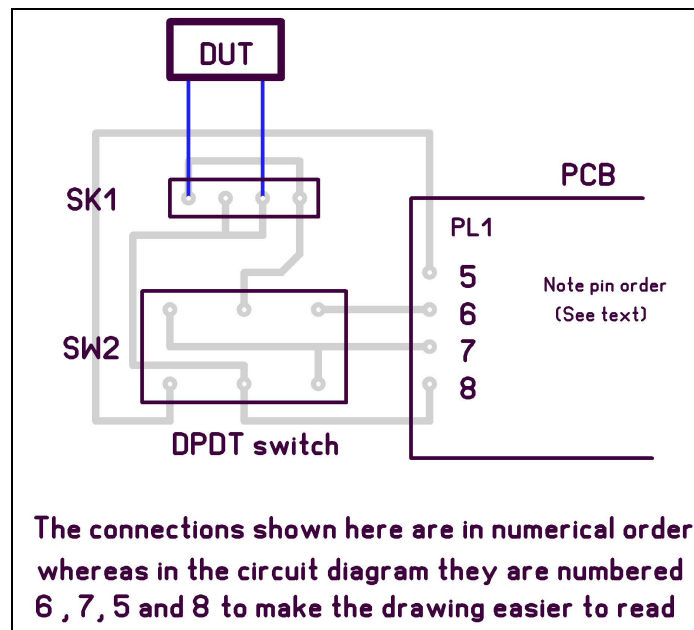 DUT
SK1
PCB
PL1
5
6
7
8
Note pin order
(See text)
SW2
DPDT switch
The connections shown here are in numerical order
whereas in the circuit diagram they are numbered
6 , 7, 5 and 8 to make the drawing easier to read